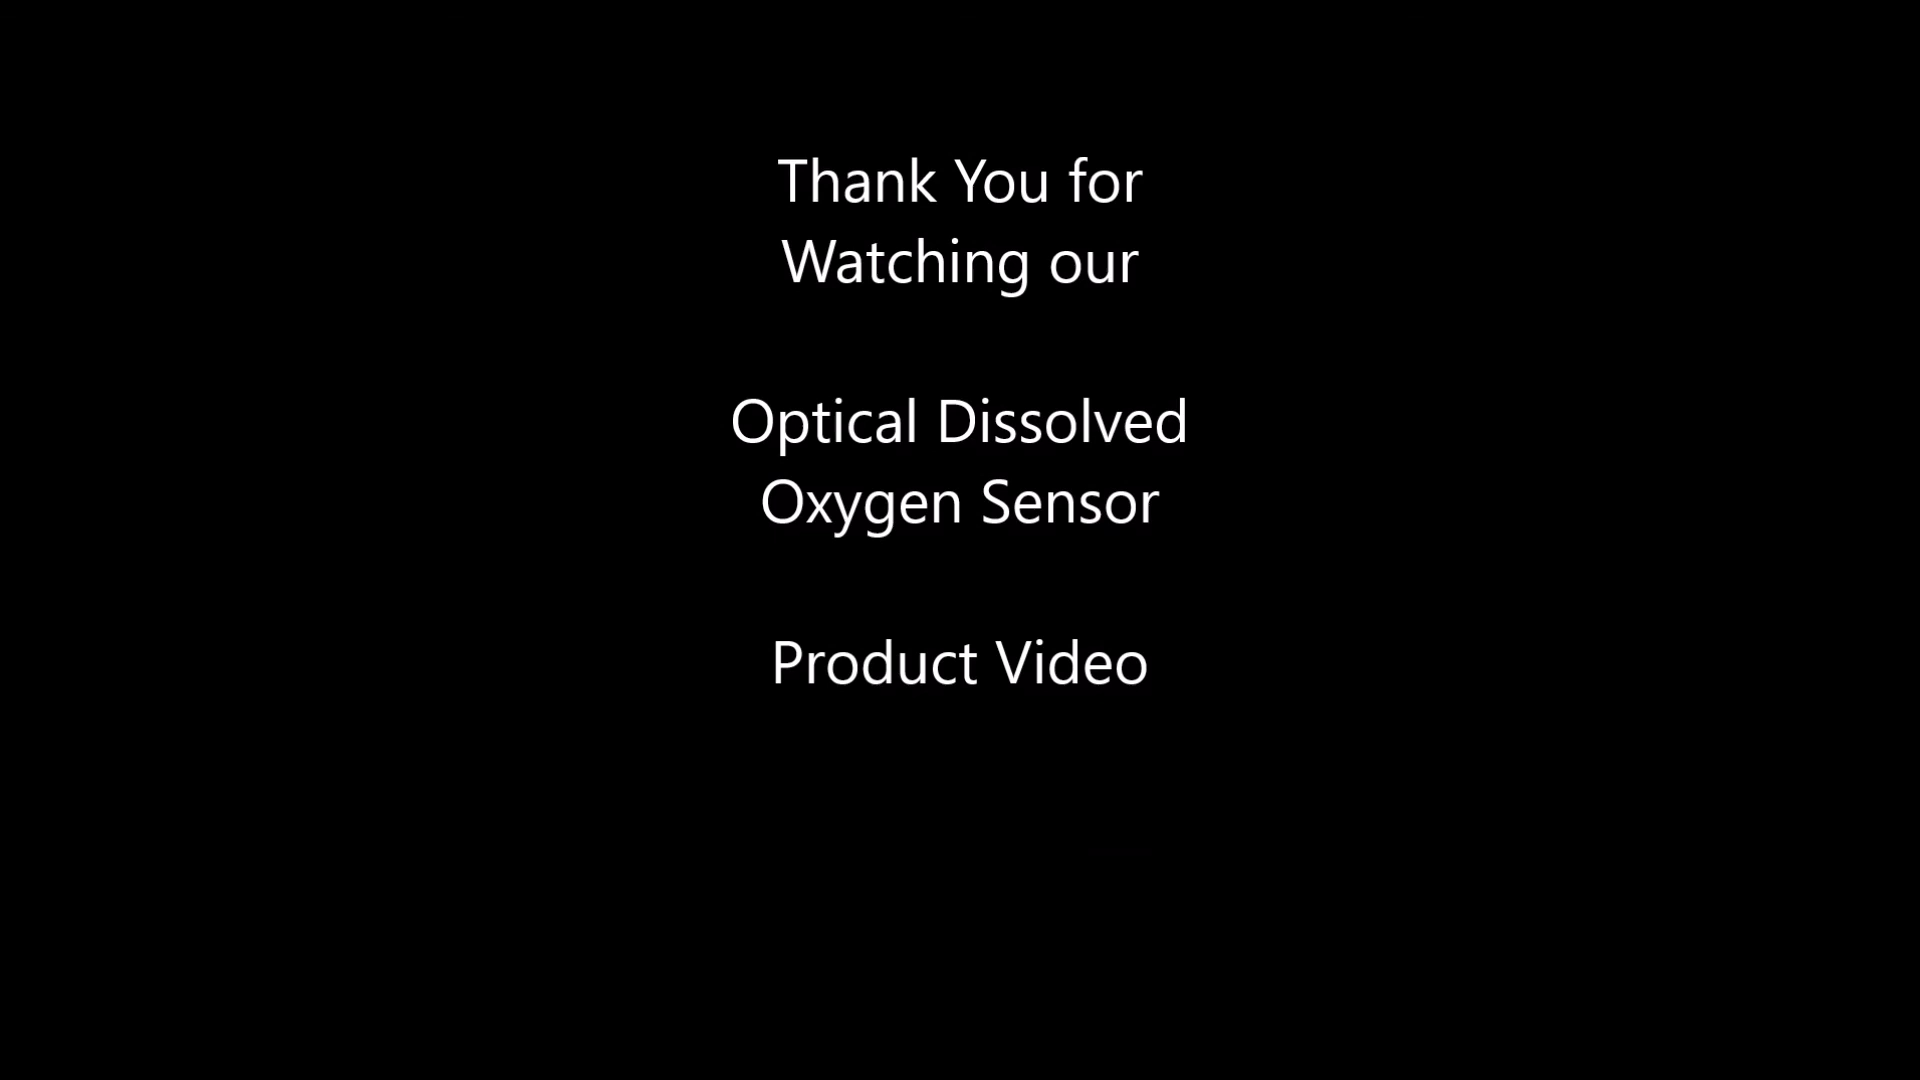 Thank You for
Watching our
Optical Dissolved
Oxygen Sensor
Product Video